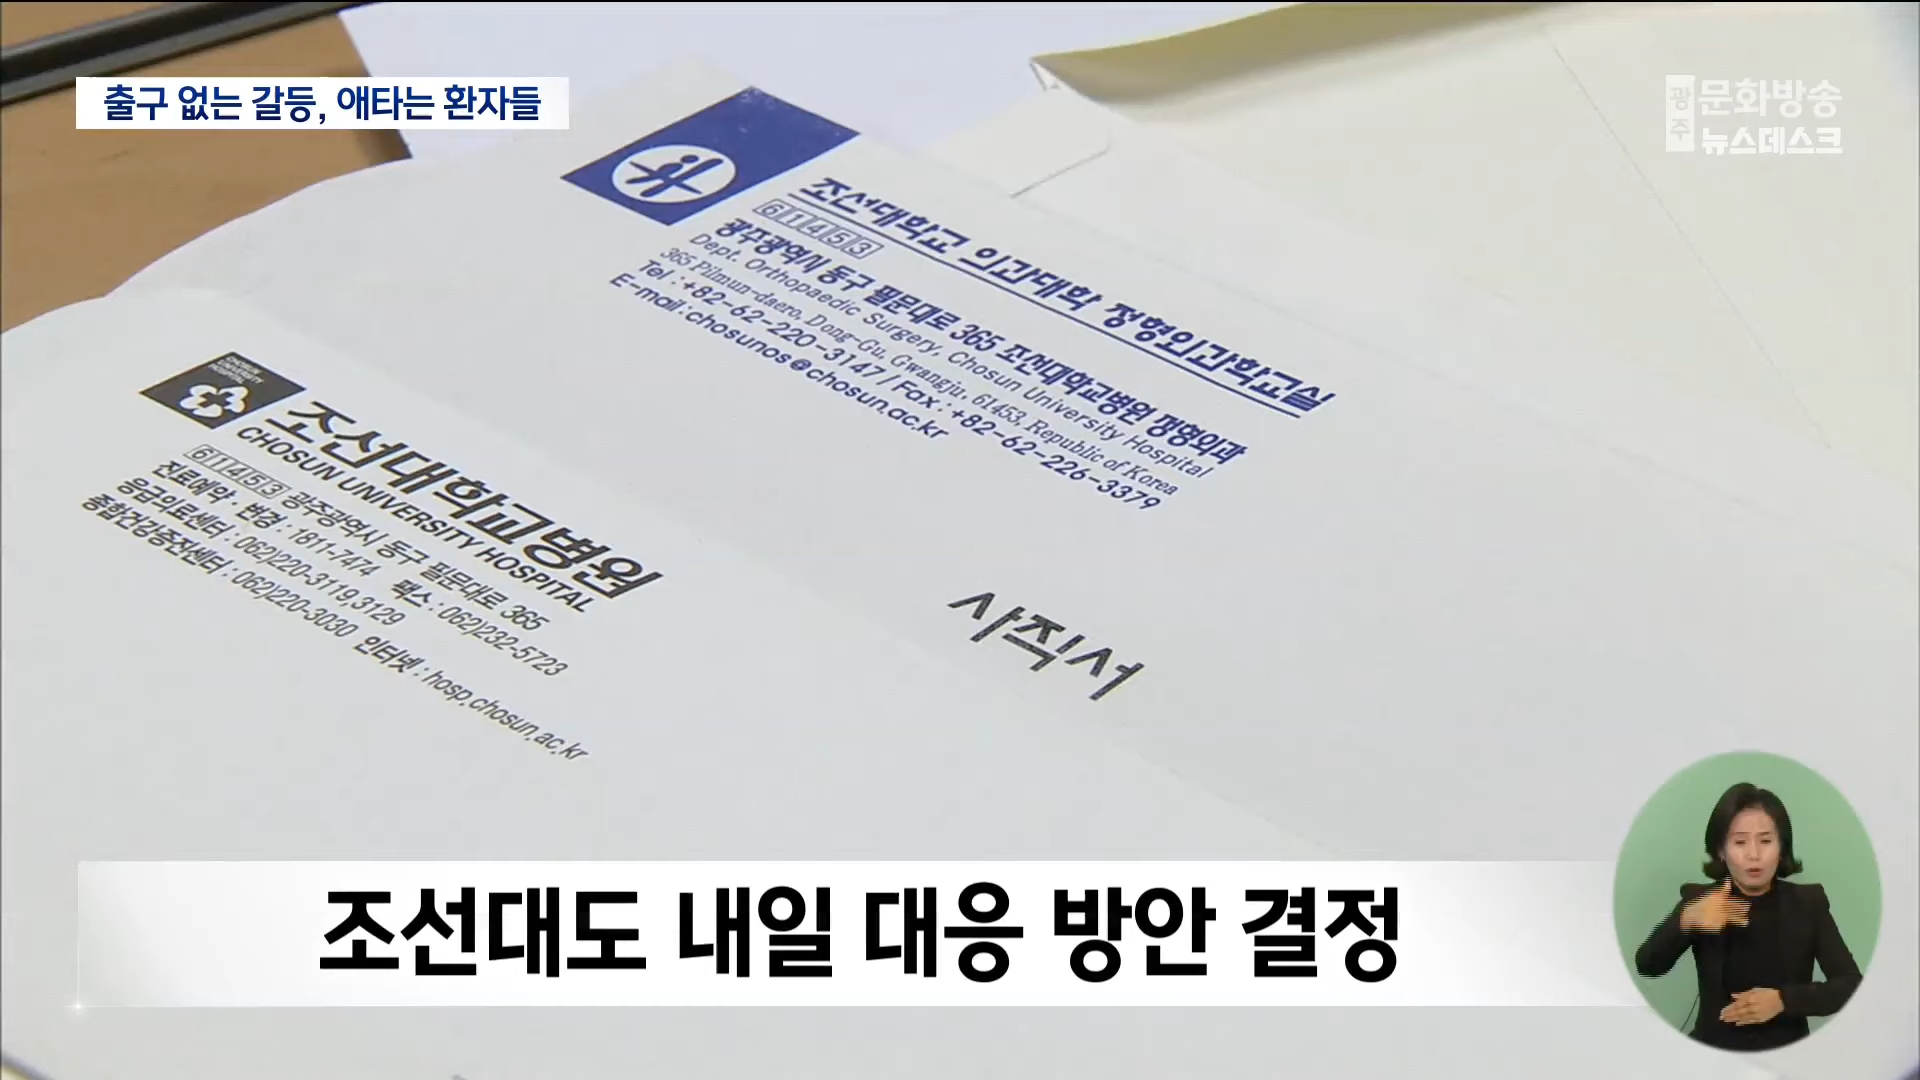 출구 없는 갈등, 애타는 환자들
광주
문화방송
뉴스데스크
조선대학교 의과대학 정형외과학교실
61453
광주광역시 동구 필문대로 365 조선대학교병원 정형외과
Dept. Orthopaedic Surgery, Chosun University Hospital
365 Pilmun-daero, Dong-Gu, Gwangju, 61453, Republic of Korea
Tel : +82-62-220-3147 / Fax : +82-62-226-3379
E-mail : chosunos@chosun.ac.kr
CHOSUN
UNIVERSITY
HOSPITAL
조선대학교병원
CHOSUN UNIVERSITY HOSPITAL
61453 광주광역시 동구 필문대로 365
진료예약·변경 : 1811-7474 팩스 : 062)232-5723
응급의료센터 : 062)220-3119,3129
종합건강증진센터 : 062)220-3030 인터넷 : hosp.chosun.ac.kr
사직서
조선대도 내일 대응 방안 결정